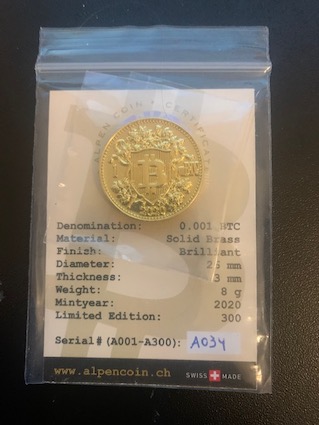 ALPEN COIN • CERTIFICATE
Denomination: 0.001 BTC
Material: Solid Brass
Finish: Brilliant
Diameter: 25 mm
Thickness: 3 mm
Weight: 8 g
Mintyear: 2020
Limited Edition: 300
Serial# (A001-A300): A034
www.alpencoin.ch
SWISS MADE